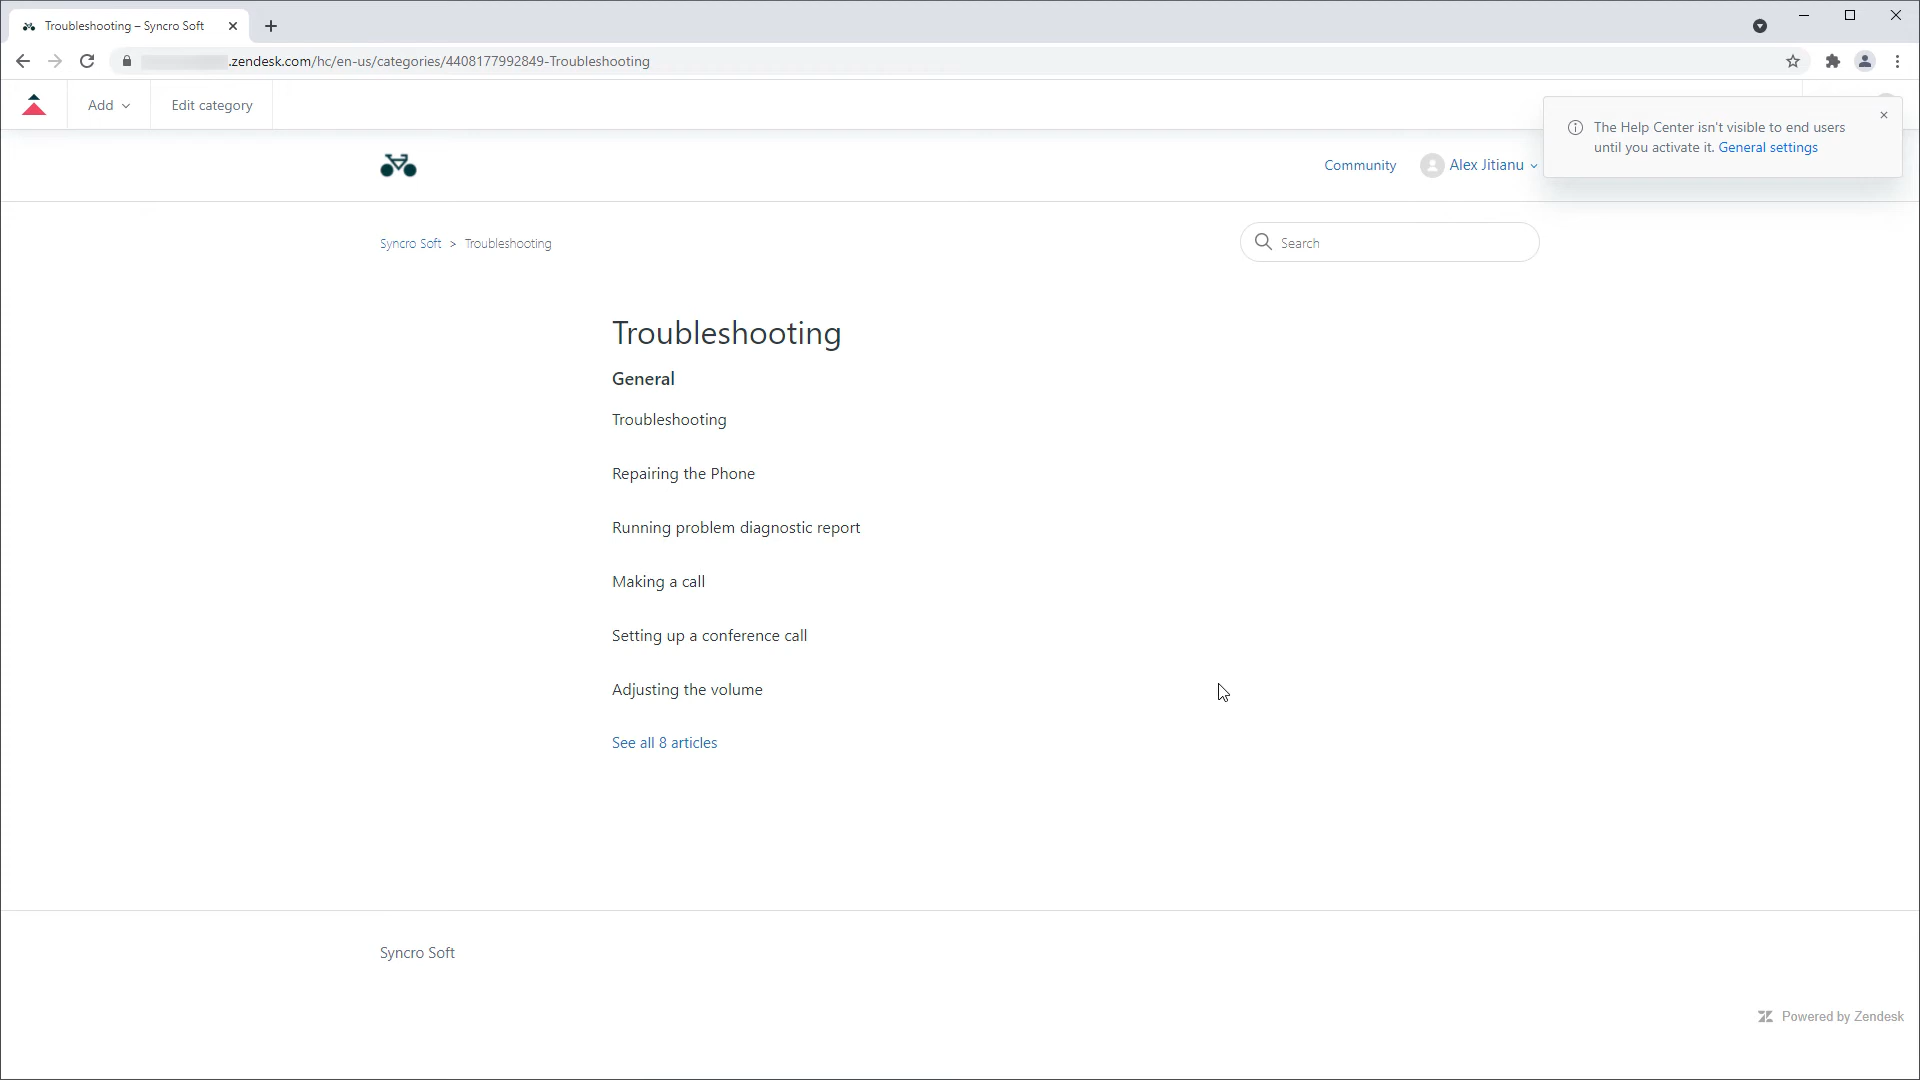 Troubleshooting – Syncro Soft
.zendesk.com/hc/en-us/categories/4408177992849-Troubleshooting
Add
Edit category
The Help Center isn't visible to end users
until you activate it. General settings
Community
Alex Jitianu
Syncro Soft > Troubleshooting
Search
Troubleshooting
General
Troubleshooting
Repairing the Phone
Running problem diagnostic report
Making a call
Setting up a conference call
Adjusting the volume
See all 8 articles
Syncro Soft
Powered by Zendesk